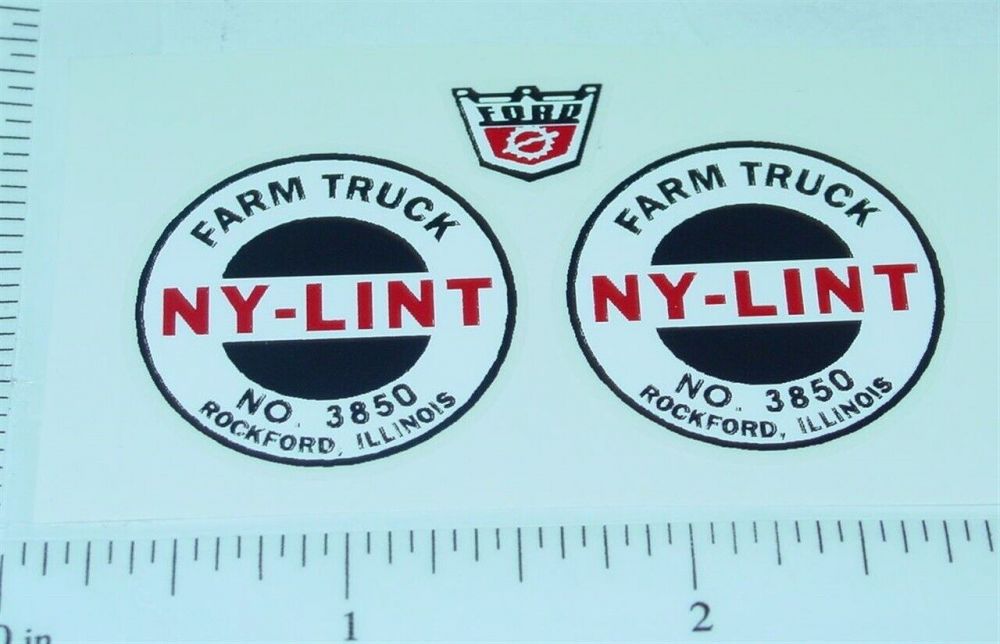 FORD
FARM TRUCK
NY-LINT
NO. 3850
ROCKFORD, ILLINOIS
FARM TRUCK
NY-LINT
NO. 3850
ROCKFORD, ILLINOIS
0 in
1
2